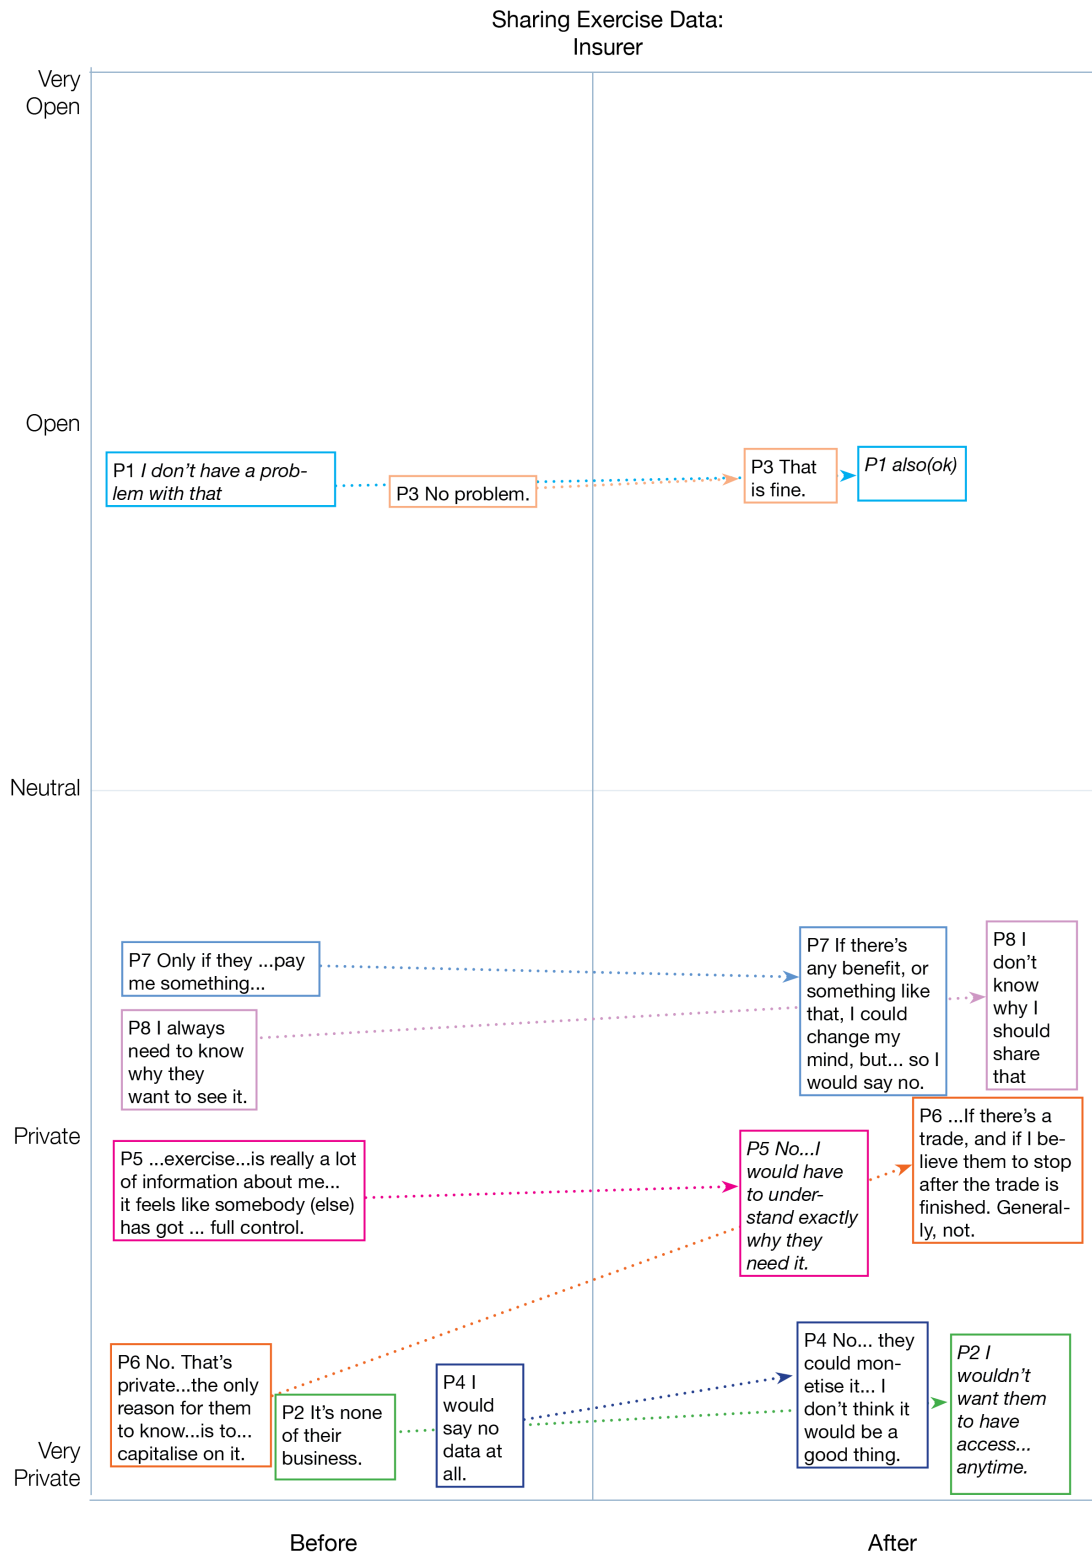 Sharing Exercise Data:
Insurer
Very
Open
Open
P1 I don't have a prob-
lem with that
P3 No problem.
P3 That
is fine.
P1 also(ok)
Neutral
P7 Only if they ...pay
me something...
P8 I always
need to know
why they
want to see it.
P7 If there's
any benefit, or
something like
that, I could
change my
mind, but... so I
would say no.
P8 I
don't
know
why I
should
share
that
Private
P5 ...exercise...is really a lot
of information about me...
it feels like somebody (else)
has got ... full control.
P5 No...I
would have
to under-
stand exactly
why they
need it.
P6 ...If there's a
trade, and if I be-
lieve them to stop
after the trade is
finished. General-
ly, not.
P6 No. That's
private...the only
reason for them
to know...is to...
capitalise on it.
P2 It's none
of their
business.
P4 I
would
say no
data at
all.
P4 No... they
could mon-
etise it... I
don't think it
would be a
good thing.
P2 I
wouldn't
want them
to have
access...
anytime.
Very
Private
Before
After